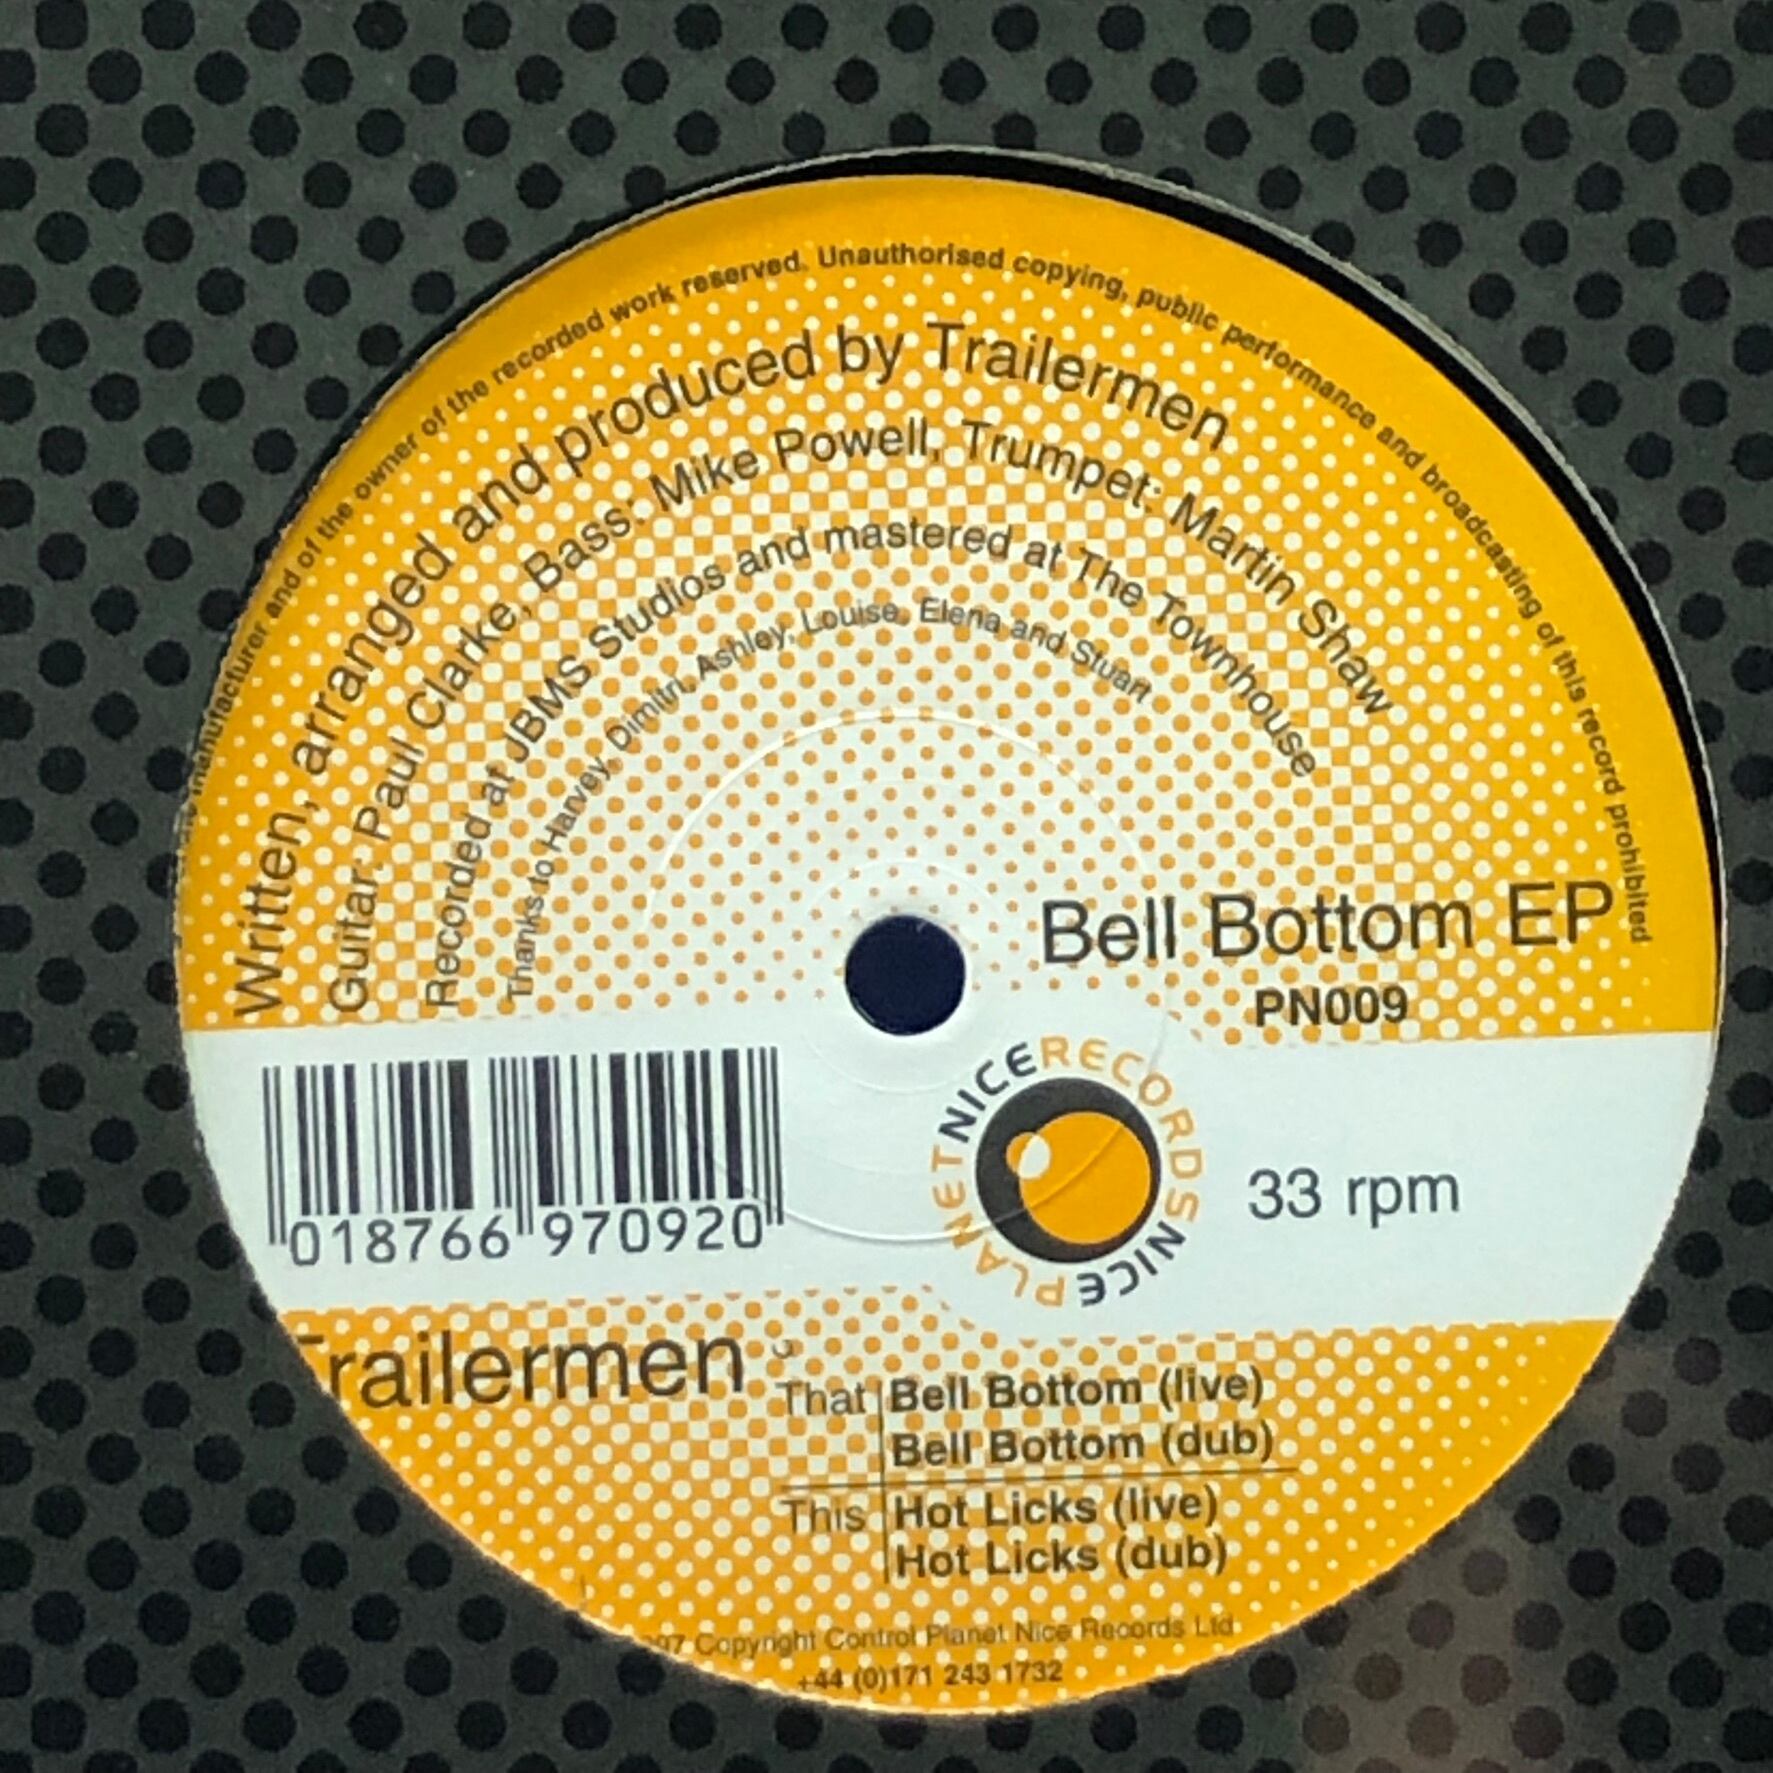 manufacturer and of the owner of the recorded work reserved. Unauthorised copying, public performance and broadcasting of this record prohibited
Written, arranged and produced by Trailermen
Guitar: Paul Clarke, Bass: Mike Powell, Trumpet: Martin Shaw
Recorded at JBMS Studios and mastered at The Townhouse
Thanks to Harvey, Dimitri, Ashley, Louise, Elena and Stuart
Bell Bottom EP
PN009
PLANET NICE RECORDS NICE
33 rpm
018766 970920
Trailermen
That Bell Bottom (live)
Bell Bottom (dub)
This Hot Licks (live)
Hot Licks (dub)
97 Copyright Control Planet Nice Records Ltd
+44 (0)171 243 1732